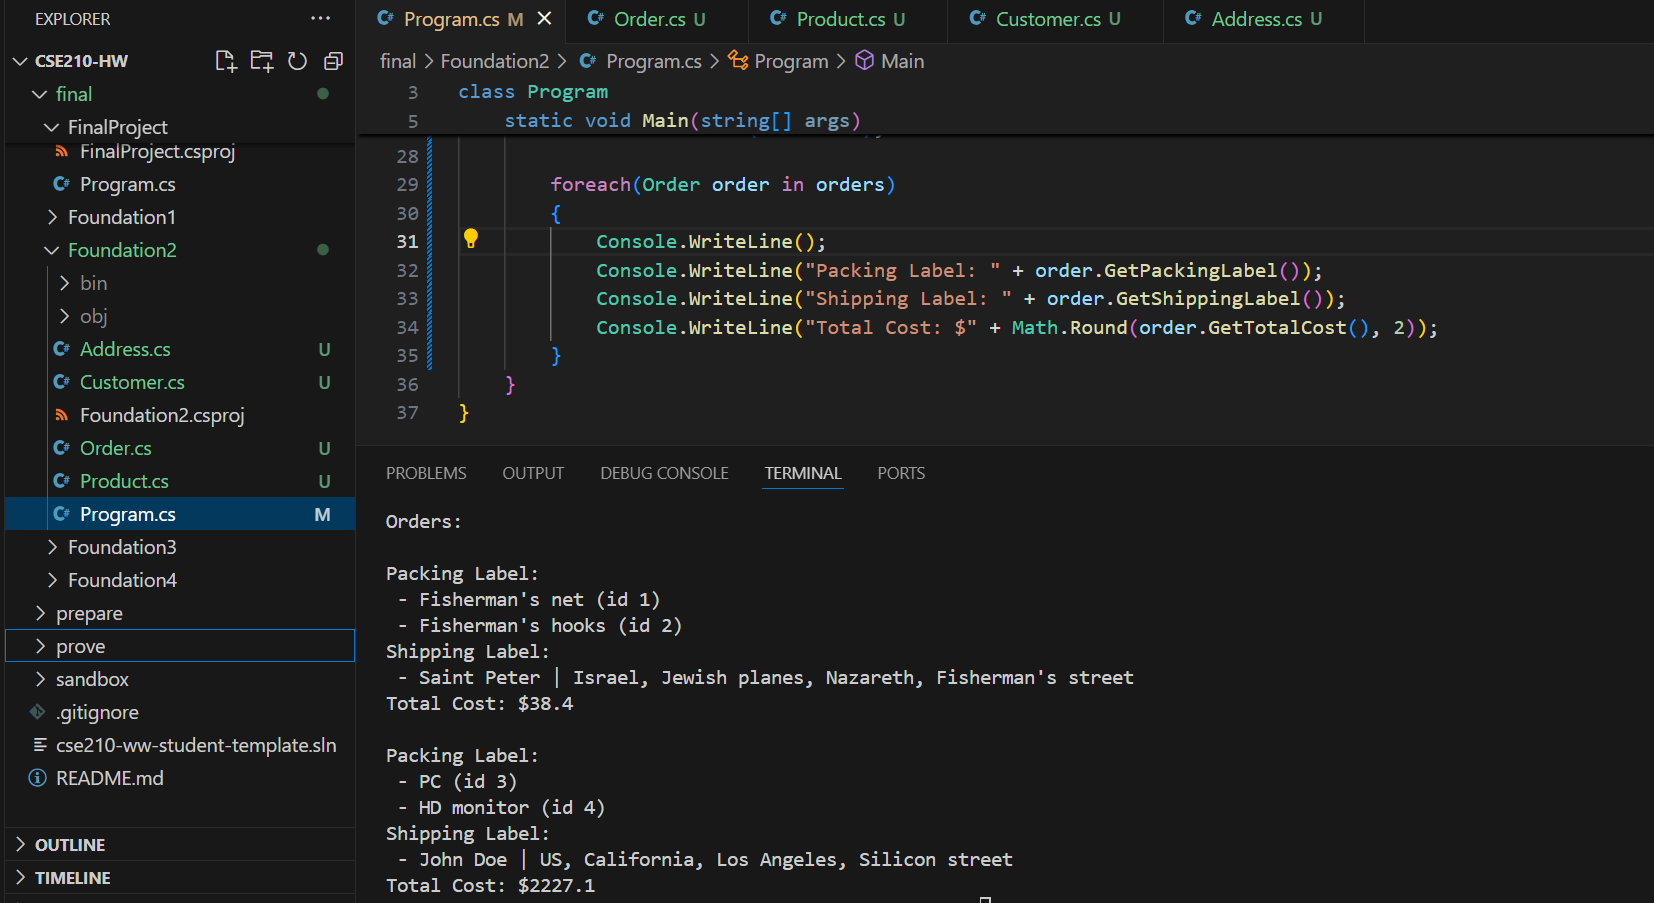 EXPLORER
···
CSE210-HW
final
FinalProject
FinalProject.csproj
Program.cs
Foundation1
Foundation2
bin
obj
Address.cs U
Customer.cs U
Foundation2.csproj
Order.cs U
Product.cs U
Program.cs M
Foundation3
Foundation4
prepare
prove
sandbox
.gitignore
cse210-ww-student-template.sln
README.md
OUTLINE
TIMELINE
Program.cs M Order.cs U Product.cs U Customer.cs U Address.cs U
final > Foundation2 > Program.cs > Program > Main
3 class Program
5 static void Main(string[] args)
28
29 foreach(Order order in orders)
30 {
31 Console.WriteLine();
32 Console.WriteLine("Packing Label: " + order.GetPackingLabel());
33 Console.WriteLine("Shipping Label: " + order.GetShippingLabel());
34 Console.WriteLine("Total Cost: $" + Math.Round(order.GetTotalCost(), 2));
35 }
36 }
37 }
PROBLEMS OUTPUT DEBUG CONSOLE TERMINAL PORTS
Orders:
Packing Label:
- Fisherman's net (id 1)
- Fisherman's hooks (id 2)
Shipping Label:
- Saint Peter | Israel, Jewish planes, Nazareth, Fisherman's street
Total Cost: $38.4
Packing Label:
- PC (id 3)
- HD monitor (id 4)
Shipping Label:
- John Doe | US, California, Los Angeles, Silicon street
Total Cost: $2227.1